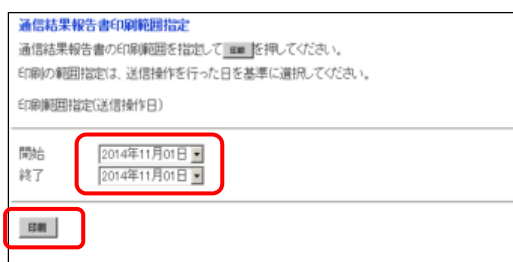 通信結果報告書印刷範囲指定
通信結果報告書の印刷範囲を指定して 印刷 を押してください。
印刷の範囲指定は、送信操作を行った日を基準に選択してください。
印刷範囲指定(送信操作日)
開始 2014年11月01日
終了 2014年11月01日
印刷